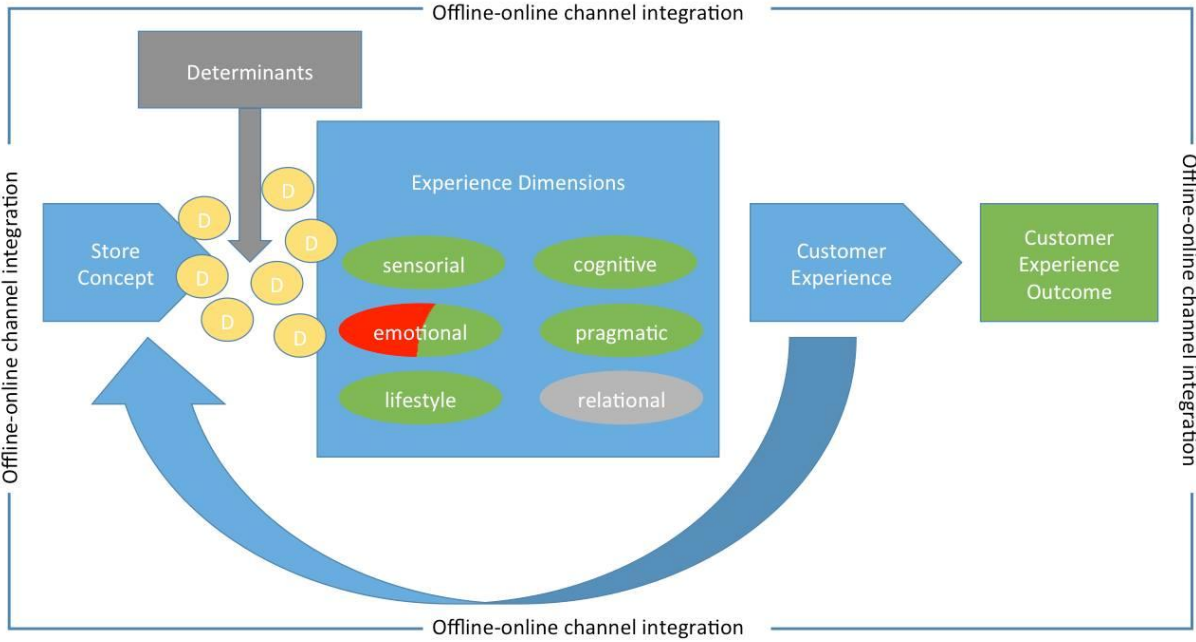 Offline-online channel integration
Determinants
Offline-online channel integration
Offline-online channel integration
Store
Concept
D
D
D
D
D
D
D
Experience Dimensions
sensorial
cognitive
emotional
pragmatic
lifestyle
relational
Customer
Experience
Customer
Experience
Outcome
Offline-online channel integration